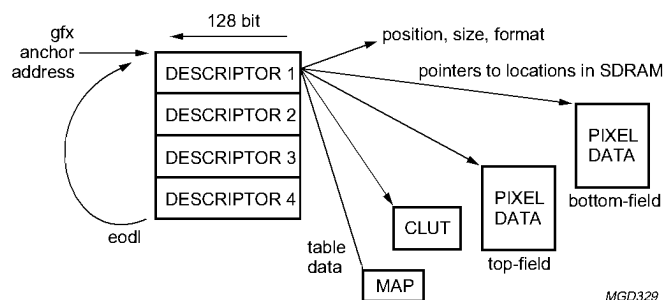 128 bit
gfx
anchor
address
position, size, format
pointers to locations in SDRAM
DESCRIPTOR 1
DESCRIPTOR 2
DESCRIPTOR 3
DESCRIPTOR 4
PIXEL
DATA
bottom-field
PIXEL
DATA
top-field
CLUT
eodl
table
data
MAP
MGD329